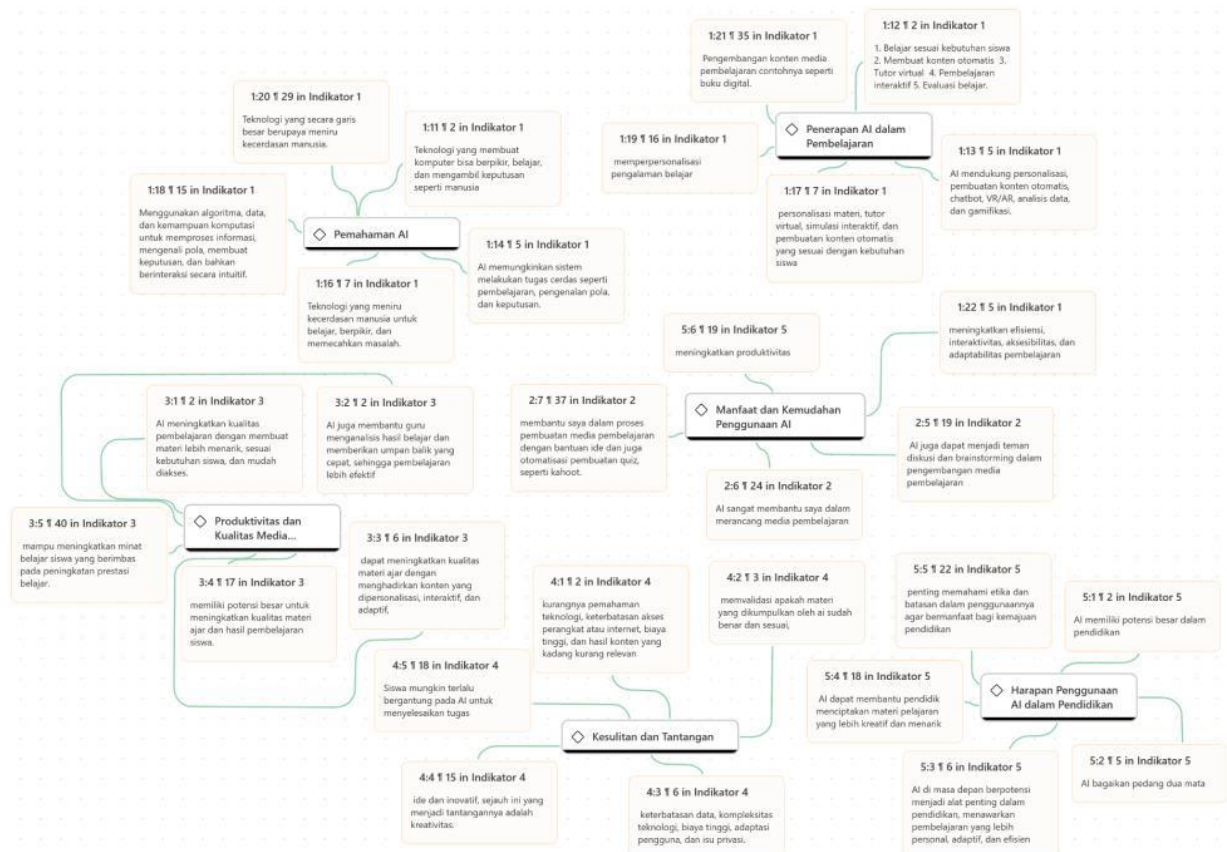 1:21 ¶ 35 in Indikator 1
Pengembangan konten media
pembelajaran contohnya seperti
buku digital.
1:12 ¶ 2 in Indikator 1
1. Belajar sesuai kebutuhan siswa
2. Membuat konten otomatis 3.
Tutor virtual 4. Pembelajaran
interaktif 5. Evaluasi belajar.
1:20 ¶ 29 in Indikator 1
Teknologi yang secara garis
besar berupaya meniru
kecerdasan manusia.
1:11 ¶ 2 in Indikator 1
Teknologi yang membuat
komputer bisa berpikir, belajar,
dan mengambil keputusan
seperti manusia
Penerapan AI dalam
Pembelajaran
1:19 ¶ 16 in Indikator 1
memperpersonalisasi
pengalaman belajar
1:13 ¶ 5 in Indikator 1
AI mendukung personalisasi,
pembuatan konten otomatis,
chatbot, VR/AR, analisis data,
dan gamifikasi.
1:18 ¶ 15 in Indikator 1
Menggunakan algoritma, data,
dan kemampuan komputasi
untuk memproses informasi,
mengenali pola, membuat
keputusan, dan bahkan
berinteraksi secara intuitif.
Pemahaman AI
1:17 ¶ 7 in Indikator 1
personalisasi materi, tutor
virtual, simulasi interaktif, dan
pembuatan konten otomatis
yang sesuai dengan kebutuhan
siswa
1:14 ¶ 5 in Indikator 1
AI memungkinkan sistem
melakukan tugas cerdas seperti
pembelajaran, pengenalan pola,
dan keputusan.
1:16 ¶ 7 in Indikator 1
Teknologi yang meniru
kecerdasan manusia untuk
belajar, berpikir, dan
memecahkan masalah.
1:22 ¶ 5 in Indikator 1
meningkatkan efisiensi,
interaktivitas, aksesibilitas, dan
adaptabilitas pembelajaran
5:6 ¶ 19 in Indikator 5
meningkatkan produktivitas
3:1 ¶ 2 in Indikator 3
AI meningkatkan kualitas
pembelajaran dengan membuat
materi lebih menarik, sesuai
kebutuhan siswa, dan mudah
diakses.
3:2 ¶ 2 in Indikator 3
AI juga membantu guru
menganalisis hasil belajar dan
memberikan umpan balik yang
cepat, sehingga pembelajaran
lebih efektif
2:7 ¶ 37 in Indikator 2
membantu saya dalam proses
pembuatan media pembelajaran
dengan bantuan ide dan juga
otomatisasi pembuatan quiz,
seperti kahoot.
Manfaat dan Kemudahan
Penggunaan AI
2:5 ¶ 19 in Indikator 2
AI juga dapat menjadi teman
diskusi dan brainstorming dalam
pengembangan media
pembelajaran
2:6 ¶ 24 in Indikator 2
AI sangat membantu saya dalam
merancang media pembelajaran
3:5 ¶ 40 in Indikator 3
mampu meningkatkan minat
belajar siswa yang berimbas
pada peningkatan prestasi
belajar.
Produktivitas dan
Kualitas Media...
3:3 ¶ 6 in Indikator 3
dapat meningkatkan kualitas
materi ajar dengan
menghadirkan konten yang
dipersonalisasi, interaktif, dan
adaptif,
3:4 ¶ 17 in Indikator 3
memiliki potensi besar untuk
meningkatkan kualitas materi
ajar dan hasil pembelajaran
siswa.
4:1 ¶ 2 in Indikator 4
kurangnya pemahaman
teknologi, keterbatasan akses
perangkat atau internet, biaya
tinggi, dan hasil konten yang
kadang kurang relevan
4:2 ¶ 3 in Indikator 4
memvalidasi apakah materi
yang dikumpulkan oleh ai sudah
benar dan sesuai,
5:5 ¶ 22 in Indikator 5
penting memahami etika dan
batasan dalam penggunaannya
agar bermanfaat bagi kemajuan
pendidikan
5:1 ¶ 2 in Indikator 5
AI memiliki potensi besar dalam
pendidikan
4:5 ¶ 18 in Indikator 4
Siswa mungkin terlalu
bergantung pada AI untuk
menyelesaikan tugas
5:4 ¶ 18 in Indikator 5
AI dapat membantu pendidik
menciptakan materi pelajaran
yang lebih kreatif dan menarik
Harapan Penggunaan
AI dalam Pendidikan
Kesulitan dan Tantangan
4:4 ¶ 15 in Indikator 4
ide dan inovatif, sejauh ini yang
menjadi tantangannya adalah
kreativitas.
4:3 ¶ 6 in Indikator 4
keterbatasan data, kompleksitas
teknologi, biaya tinggi, adaptasi
pengguna, dan isu privasi.
5:3 ¶ 6 in Indikator 5
AI di masa depan berpotensi
menjadi alat penting dalam
pendidikan, menawarkan
pembelajaran yang lebih
personal, adaptif, dan efisien
5:2 ¶ 5 in Indikator 5
AI bagaikan pedang dua mata